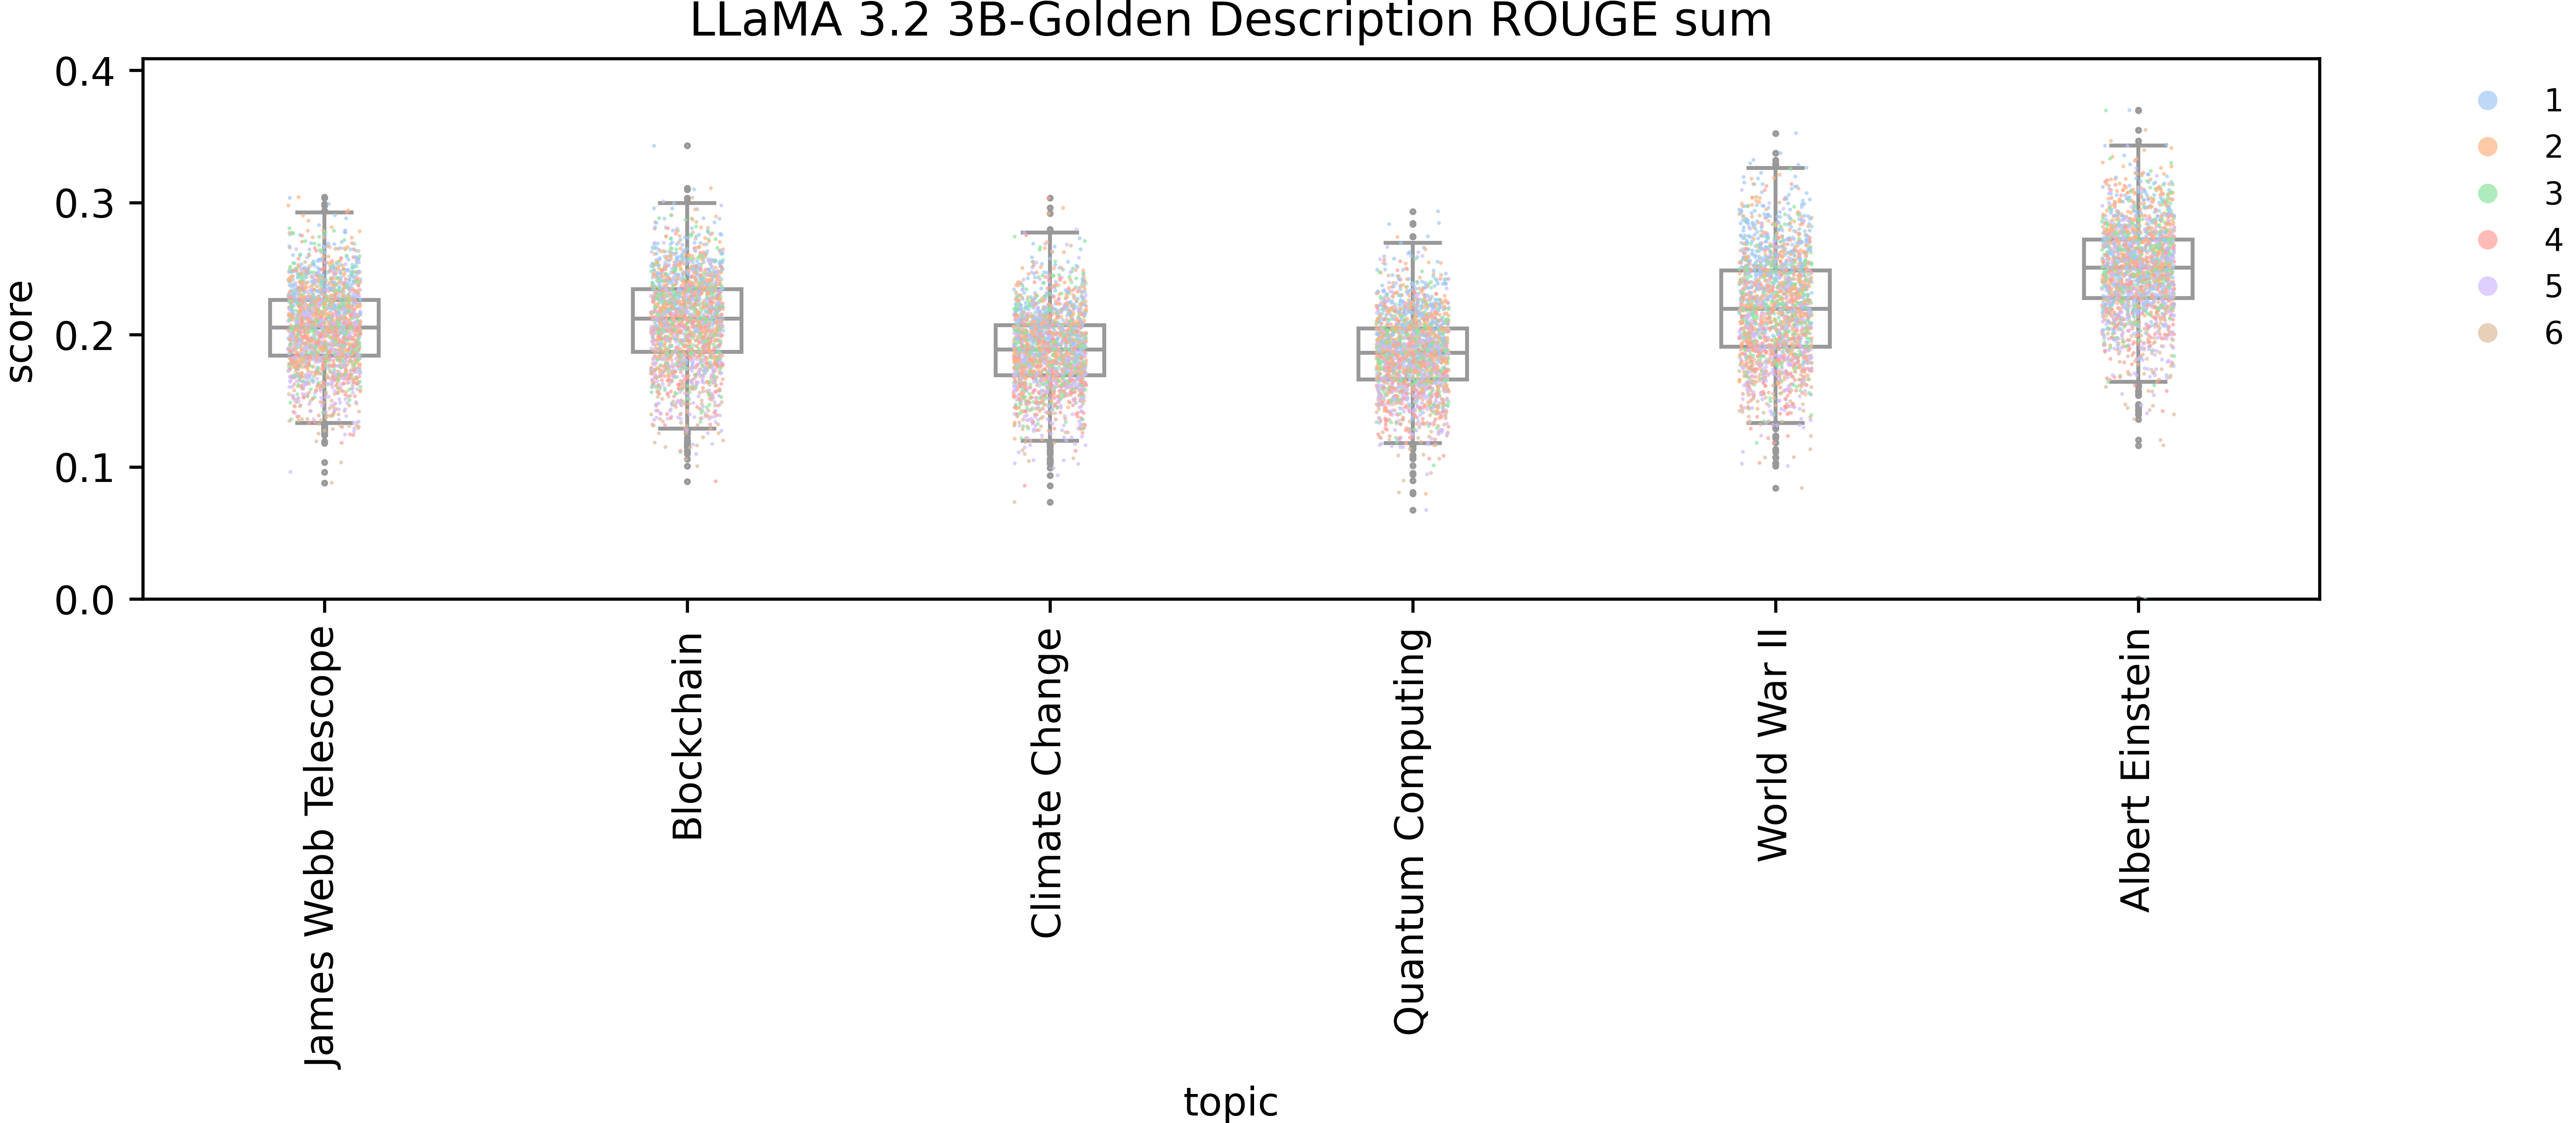 LLaMA 3.2 3B-Golden Description ROUGE sum
score
0.4
0.3
0.2
0.1
0.0
1
2
3
4
5
6
James Webb Telescope
Blockchain
Climate Change
Quantum Computing
World War II
Albert Einstein
topic